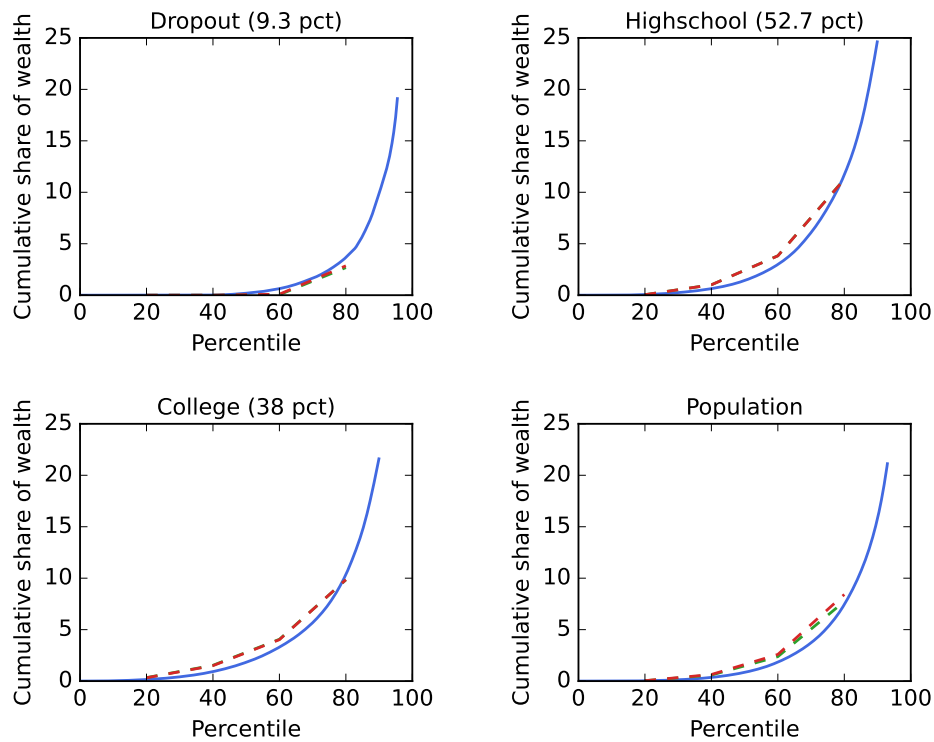 Dropout (9.3 pct)
Cumulative share of wealth
25
20
15
10
5
0
0 20 40 60 80 100
Percentile
Highschool (52.7 pct)
Cumulative share of wealth
25
20
15
10
5
0
0 20 40 60 80 100
Percentile
College (38 pct)
Cumulative share of wealth
25
20
15
10
5
0
0 20 40 60 80 100
Percentile
Population
Cumulative share of wealth
25
20
15
10
5
0
0 20 40 60 80 100
Percentile